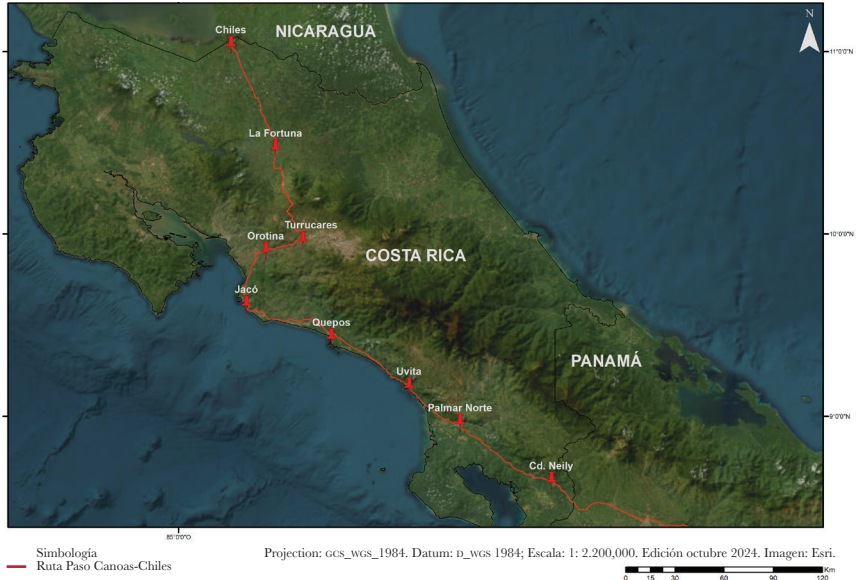 N
Chiles
NICARAGUA
11°0'0"N
La Fortuna
Turrucares
Orotina
10°0'0"N
COSTA RICA
Jacó
Quepos
PANAMÁ
Uvita
Palmar Norte
9°0'0"N
Cd. Neily
85°0'0"O
Simbología
Ruta Paso Canoas-Chiles
Projection: GCS_WGS_1984. Datum: D_WGS 1984; Escala: 1: 2.200,000. Edición octubre 2024. Imagen: Esri.
Km
0 15 30 60 90 120